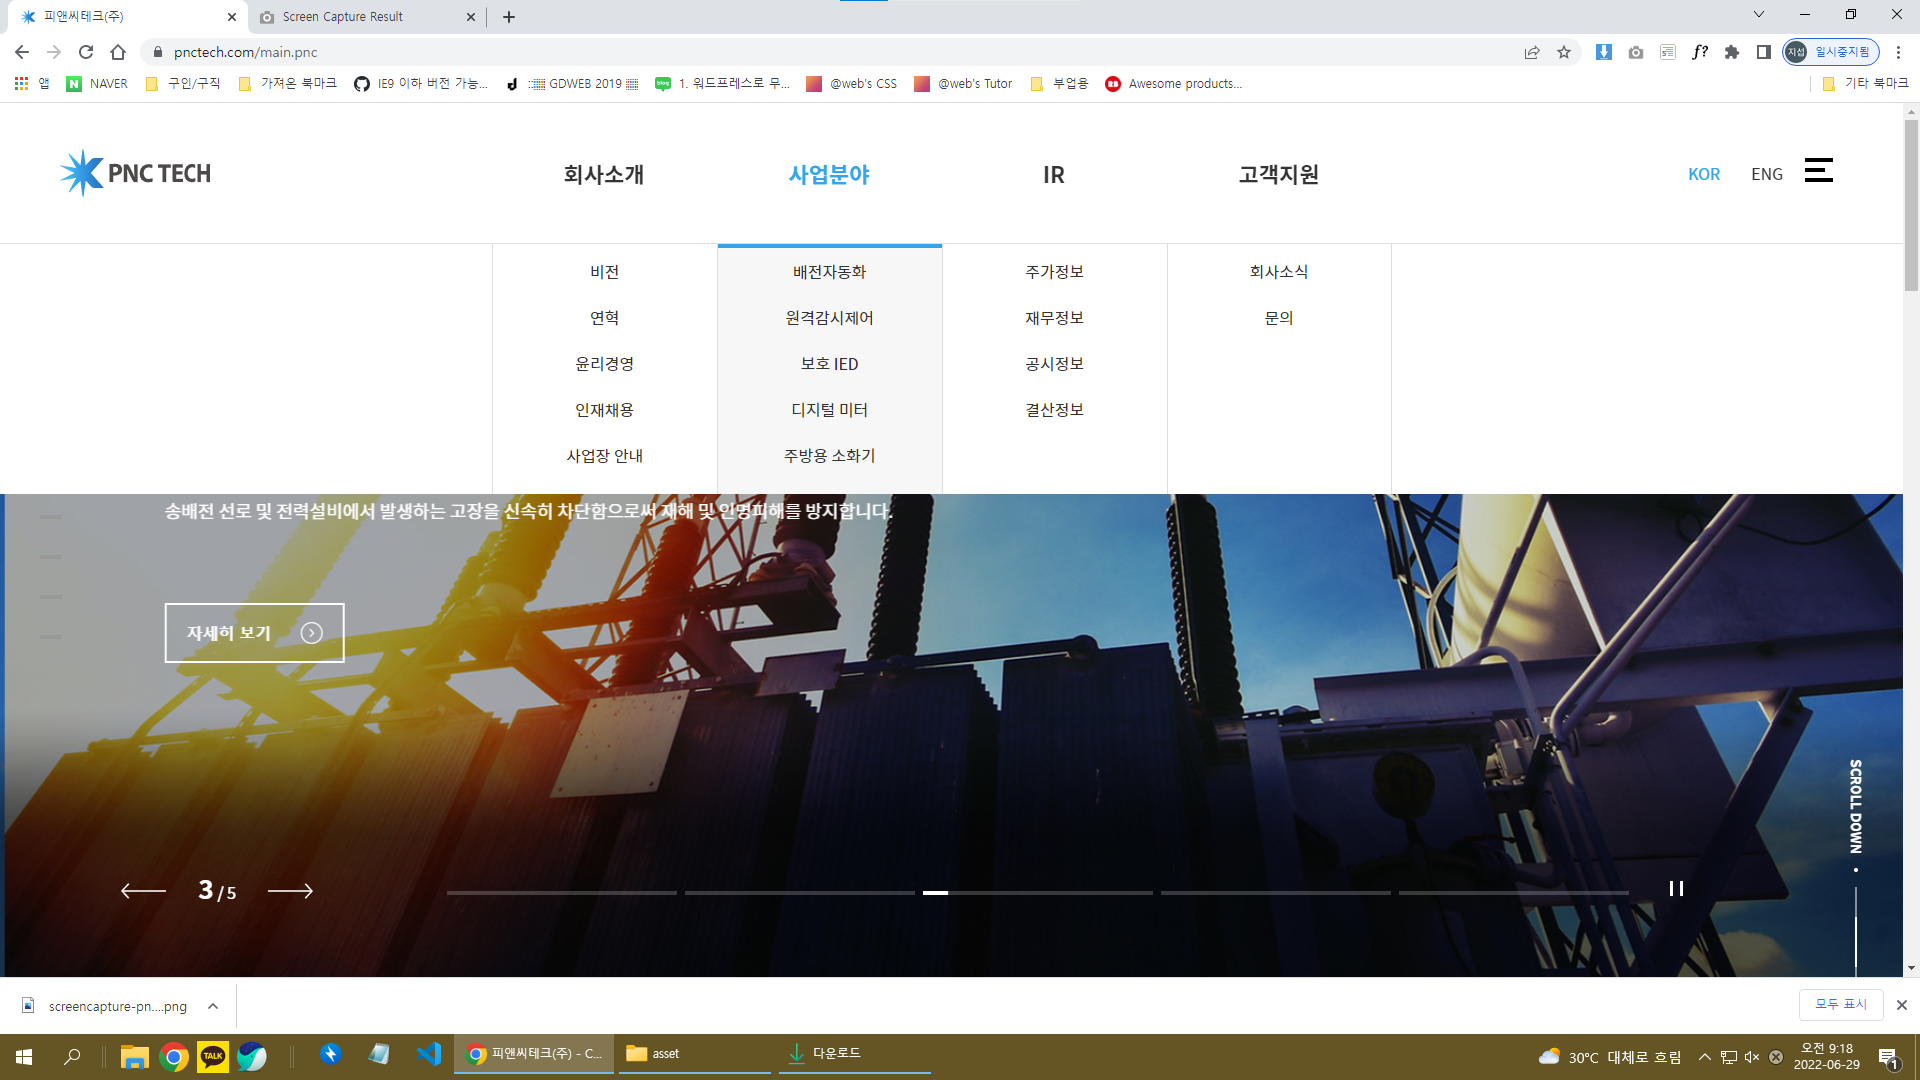 피앤씨테크(주)
Screen Capture Result
pnctech.com/main.pnc
지섭
일시중지됨
앱
NAVER
구인/구직
가져온 북마크
IE9 이하 버전 가능...
GDWEB 2019
1. 워드프레스로 무...
@web's CSS
@web's Tutor
부업용
Awesome products...
기타 북마크
PNC TECH
회사소개
사업분야
IR
고객지원
KOR
ENG
비전
배전자동화
주가정보
회사소식
연혁
원격감시제어
재무정보
문의
윤리경영
보호 IED
공시정보
인재채용
디지털 미터
결산정보
사업장 안내
주방용 소화기
송배전 선로 및 전력설비에서 발생하는 고장을 신속히 차단함으로써 재해 및 인명피해를 방지합니다.
자세히 보기
SCROLL DOWN
3 / 5
screencapture-pn....png
모두 표시
TALK
피앤씨테크(주) - C...
asset
다운로드
30°C 대체로 흐림
오전 9:18
2022-06-29
1